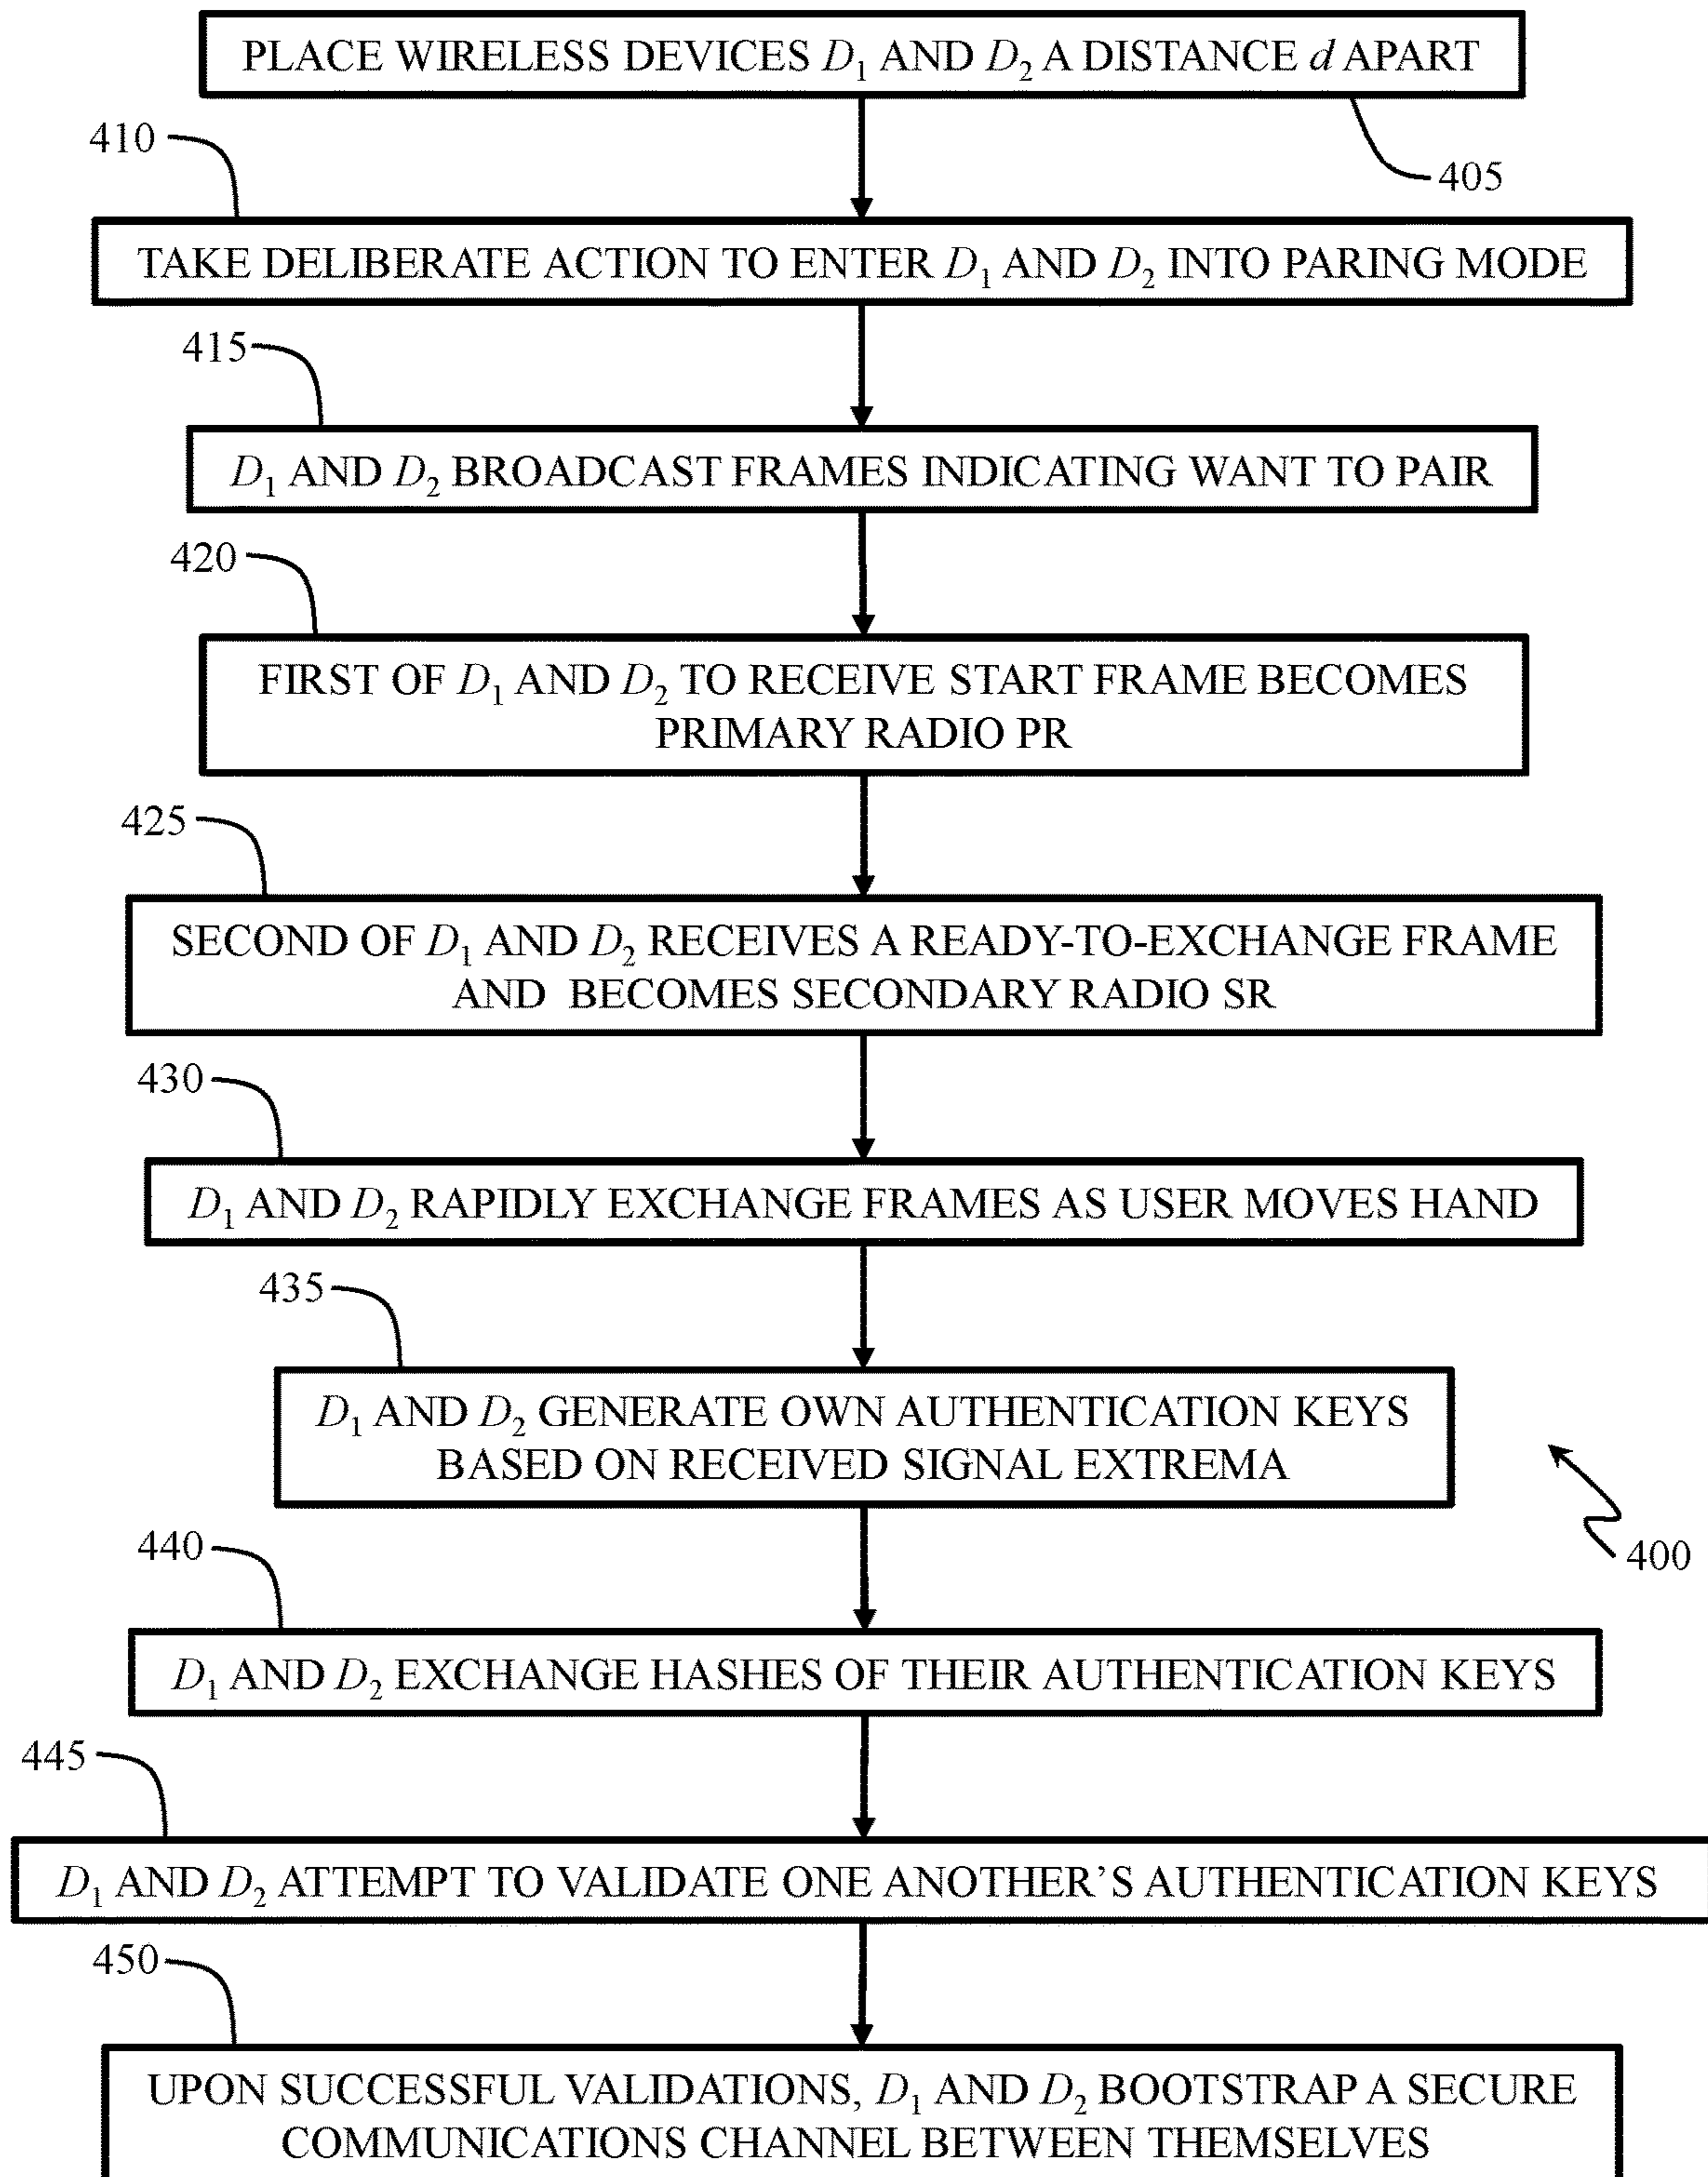 PLACE WIRELESS DEVICES D1 AND D2 A DISTANCE d APART
405
410
TAKE DELIBERATE ACTION TO ENTER D1 AND D2 INTO PARING MODE
415
D1 AND D2 BROADCAST FRAMES INDICATING WANT TO PAIR
420
FIRST OF D1 AND D2 TO RECEIVE START FRAME BECOMES
PRIMARY RADIO PR
425
SECOND OF D1 AND D2 RECEIVES A READY-TO-EXCHANGE FRAME
AND BECOMES SECONDARY RADIO SR
430
D1 AND D2 RAPIDLY EXCHANGE FRAMES AS USER MOVES HAND
435
D1 AND D2 GENERATE OWN AUTHENTICATION KEYS
BASED ON RECEIVED SIGNAL EXTREMA
400
440
D1 AND D2 EXCHANGE HASHES OF THEIR AUTHENTICATION KEYS
445
D1 AND D2 ATTEMPT TO VALIDATE ONE ANOTHER’S AUTHENTICATION KEYS
450
UPON SUCCESSFUL VALIDATIONS, D1 AND D2 BOOTSTRAP A SECURE
COMMUNICATIONS CHANNEL BETWEEN THEMSELVES